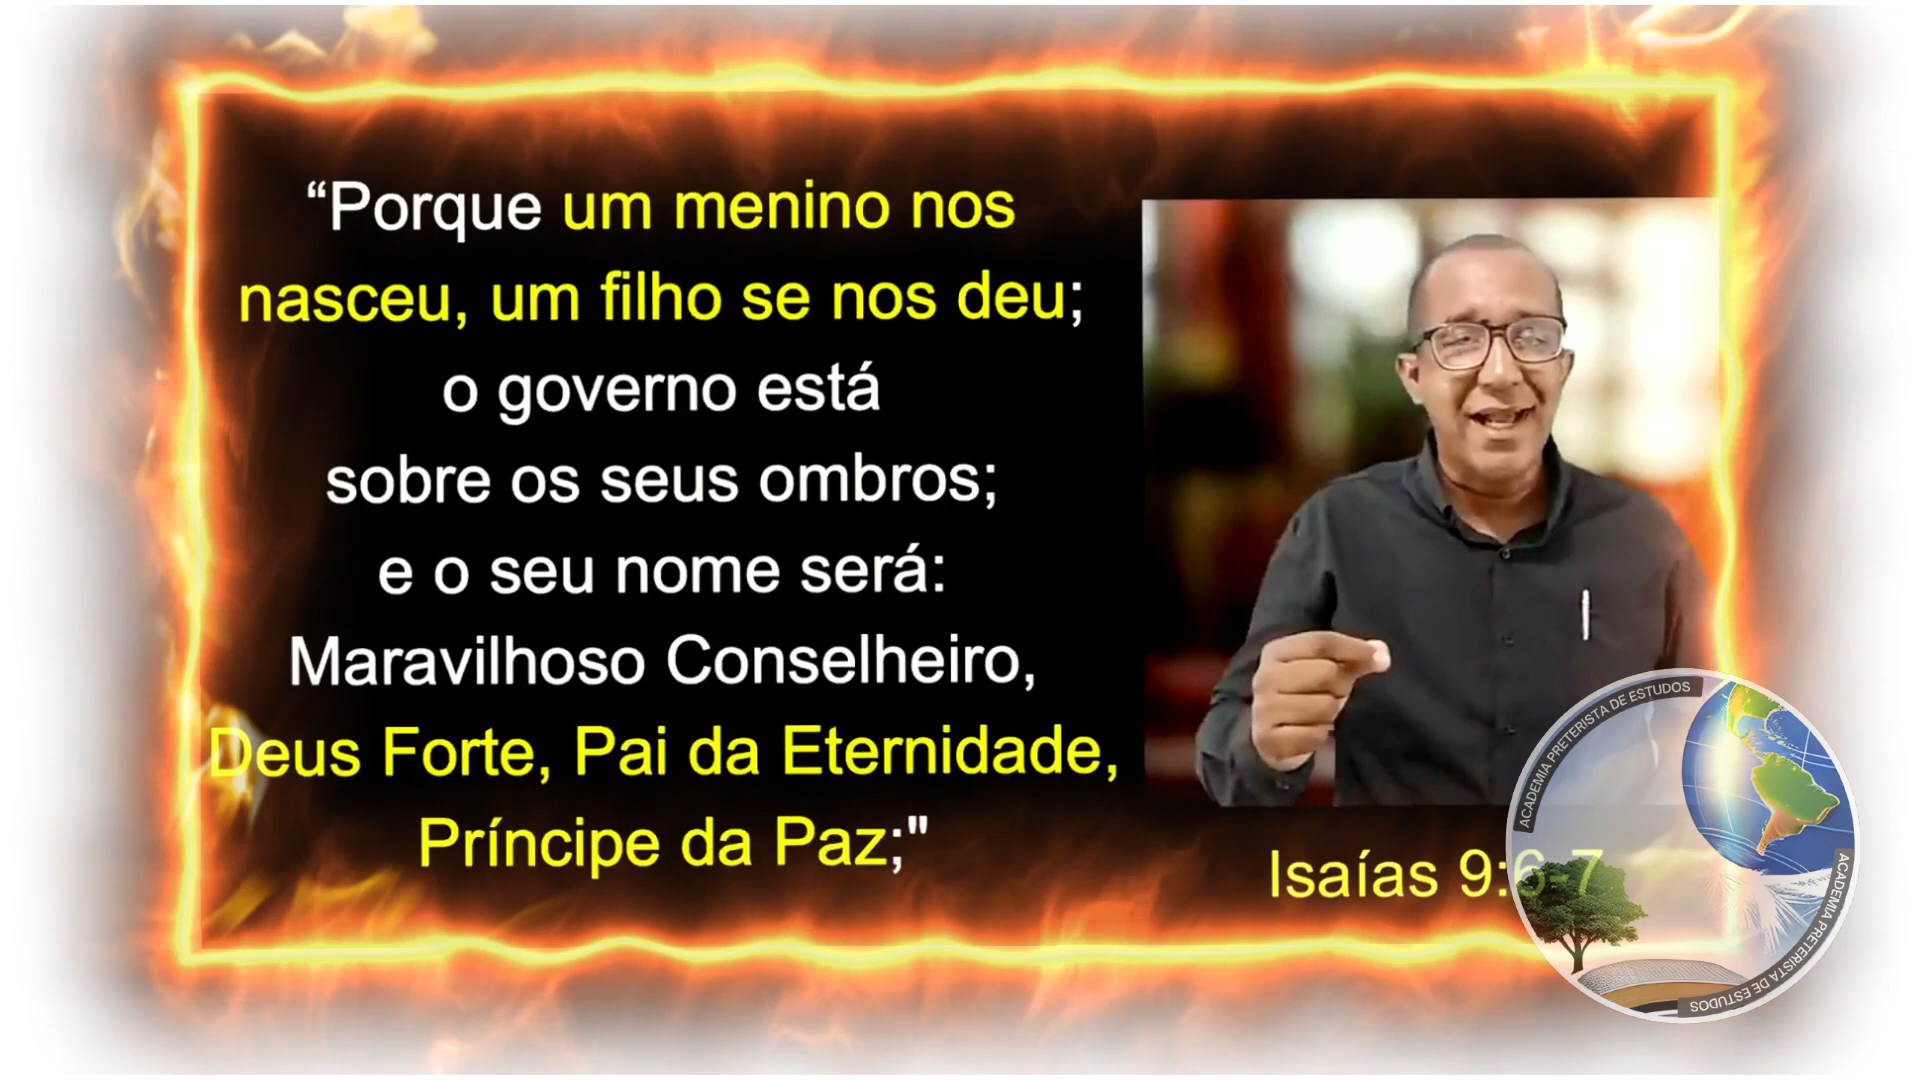 “Porque um menino nos
nasceu, um filho se nos deu;
o governo está
sobre os seus ombros;
e o seu nome será:
Maravilhoso Conselheiro,
Deus Forte, Pai da Eternidade,
Príncipe da Paz;"
Isaías 9:6-7
ACADEMIA PRETERISTA DE ESTUDOS
ACADEMIA PRETERISTA DE ESTUDOS